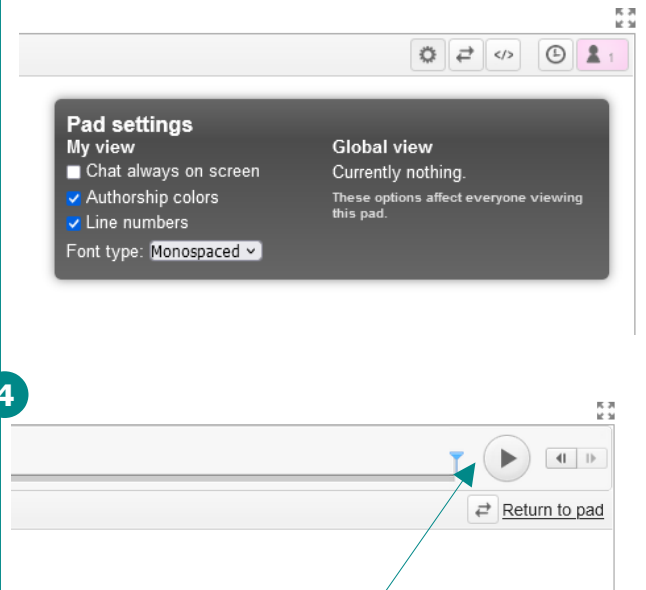 </>
1
Pad settings
My view
Chat always on screen
Authorship colors
Line numbers
Font type: Monospaced
Global view
Currently nothing.
These options affect everyone viewing
this pad.
4
Return to pad